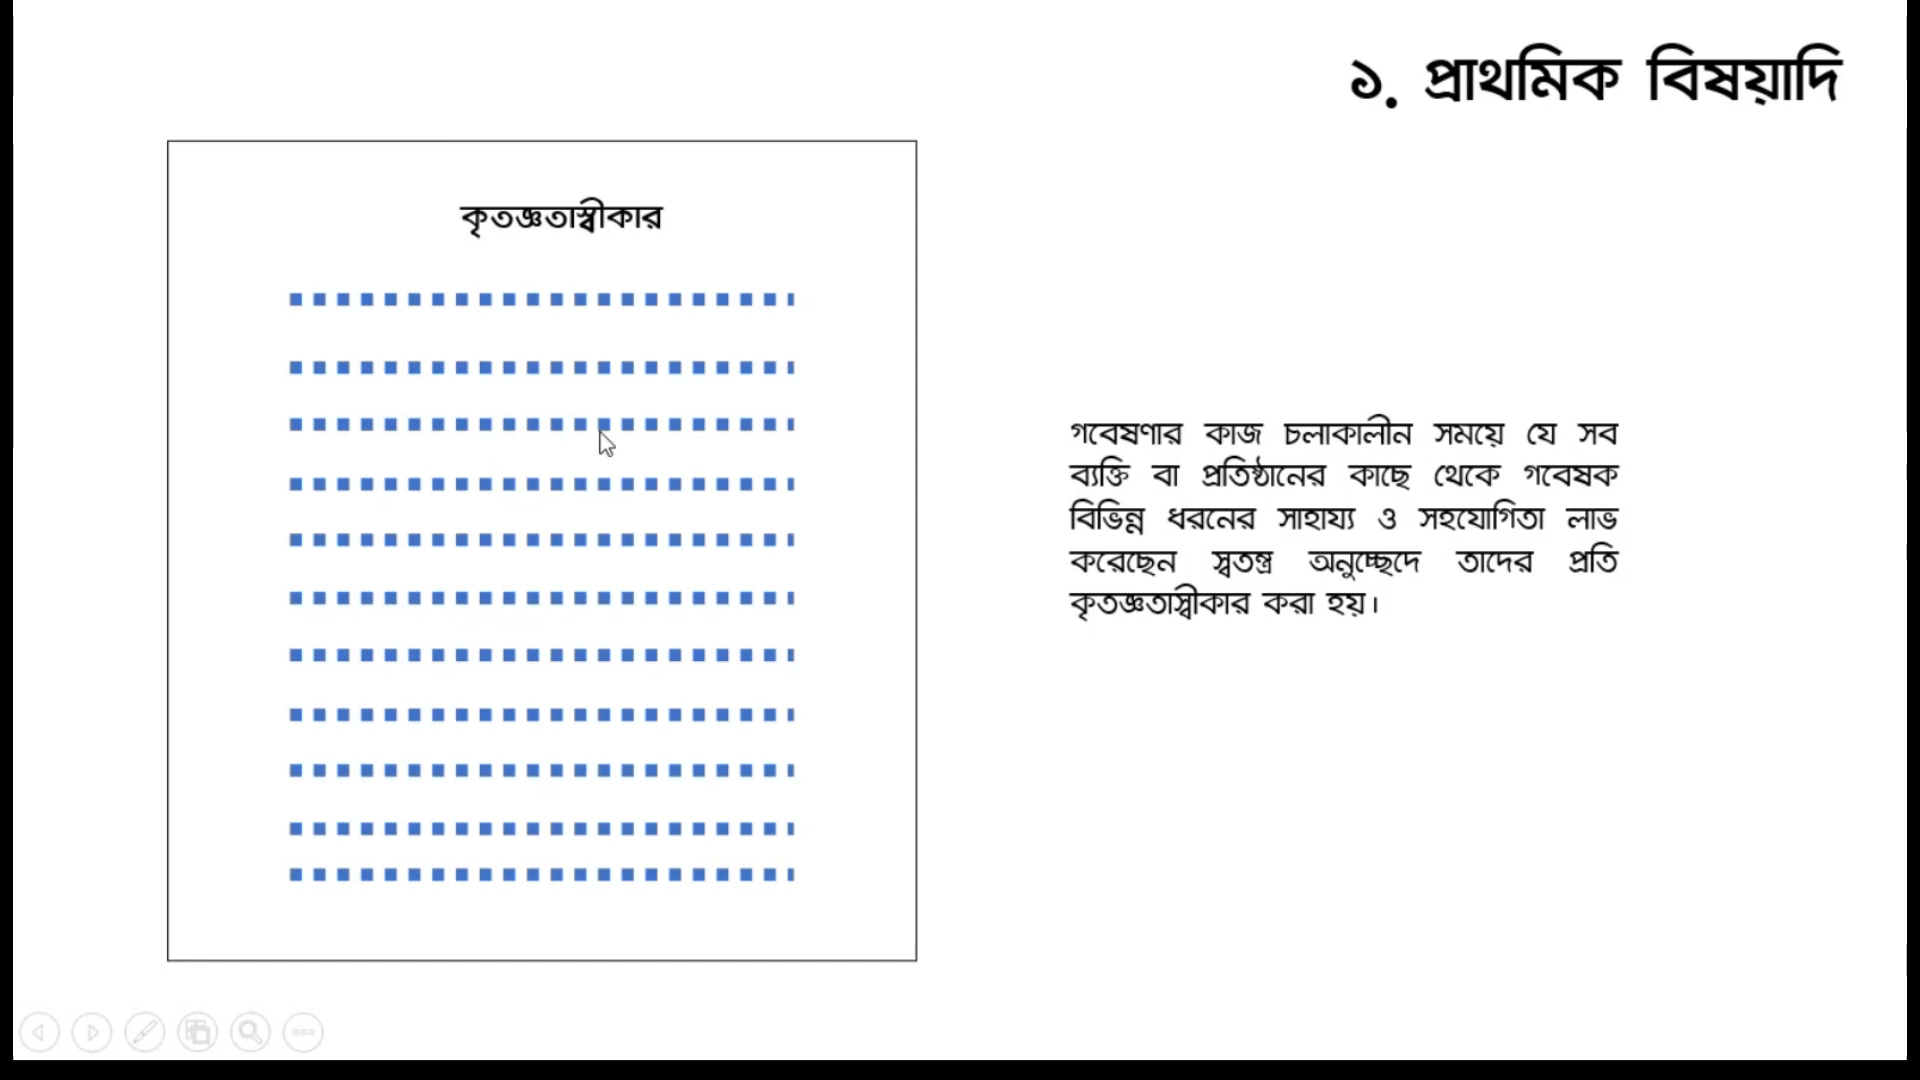 ১. প্রাথমিক বিষয়াদি
কৃতজ্ঞতাস্বীকার
গবেষণার কাজ চলাকালীন সময়ে যে সব
ব্যক্তি বা প্রতিষ্ঠানের কাছে থেকে গবেষক
বিভিন্ন ধরনের সাহায্য ও সহযোগিতা লাভ
করেছেন স্বতন্ত্র অনুচ্ছেদে তাদের প্রতি
কৃতজ্ঞতাস্বীকার করা হয়।